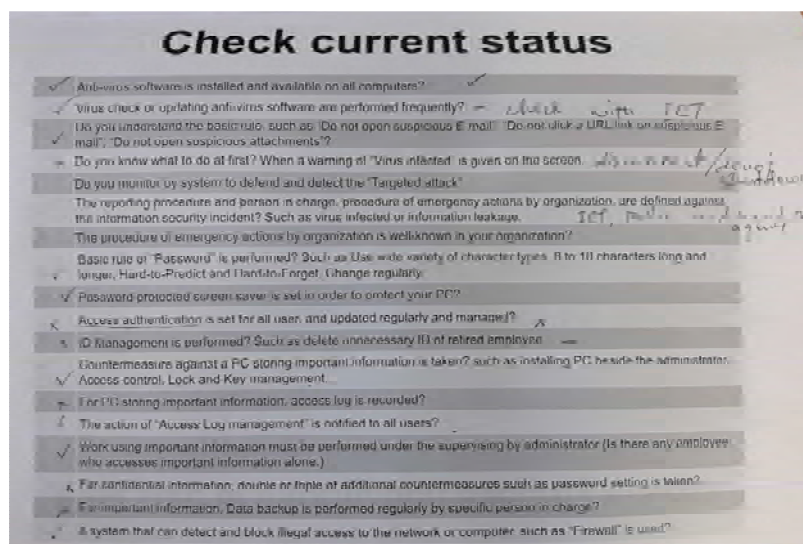 Check current status
✓ Anti-virus software is installed and available on all computers? ✓
✓ Virus check or updating anti-virus software are performed frequently? – check with ICT
Do you understand the basic rule, such as "Do not open suspicious E-mail", "Do not click a URL link on suspicious E-
✓ mail", "Do not open suspicious attachments"?
– Do you know what to do at first? When a warning of "Virus infected" is given on the screen. disconnect/
Do you monitor by system to defend and detect the "Targeted attack"
The reporting procedure and person in charge, procedure of emergency actions by organization, are defined against
the information security incident? Such as virus infected or information leakage. ICT,
The procedure of emergency actions by organization is well-known in your organization?
Basic rule of "Password" is performed? Such as Use wide variety of character types, 8 to 10 characters long and
longer, Hard-to-Predict and Hard-to-Forget, Change regularly.
✓ Password-protected screen saver is set in order to protect your PC?
x Access authentication is set for all user, and updated regularly and managed? x
x ID Management is performed? Such as delete unnecessary ID of retired employee. –
Countermeasure against a PC storing important information is taken? such as installing PC beside the administrator,
✓ Access control, Lock and Key management.
– For PC storing important information, access log is recorded?
The action of "Access Log management" is notified to all users?
✓ Work using important information must be performed under the supervising by administrator (Is there any employee
who accesses important information alone.)
x For confidential information, double or triple of additional countermeasures such as password setting is taken?
For important information, Data backup is performed regularly by specific person in charge?
A system that can detect and block illegal access to the network or computer such as "Firewall" is used?